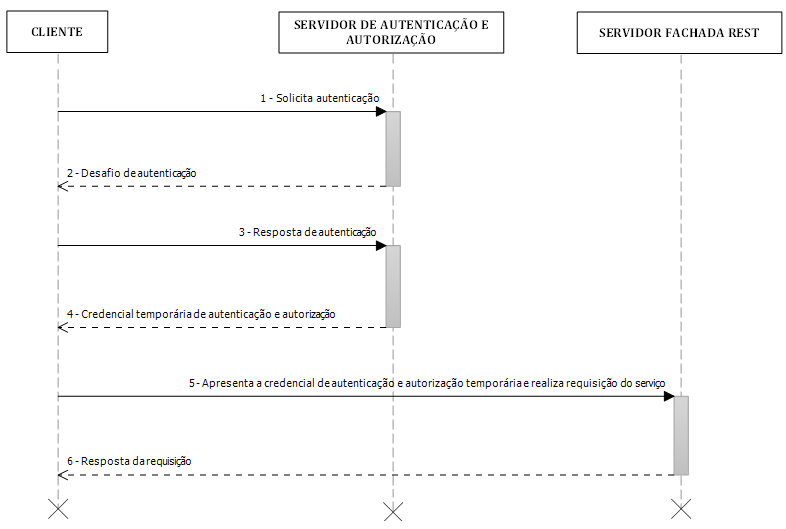 CLIENTE
SERVIDOR DE AUTENTICAÇÃO E
AUTORIZAÇÃO
SERVIDOR FACHADA REST
1 - Solicita autenticação
2 - Desafio de autenticação
3 - Resposta de autenticação
4 - Credencial temporária de autenticação e autorização
5 - Apresenta a credencial de autenticação e autorização temporária e realiza requisição do serviço
6 - Resposta da requisição